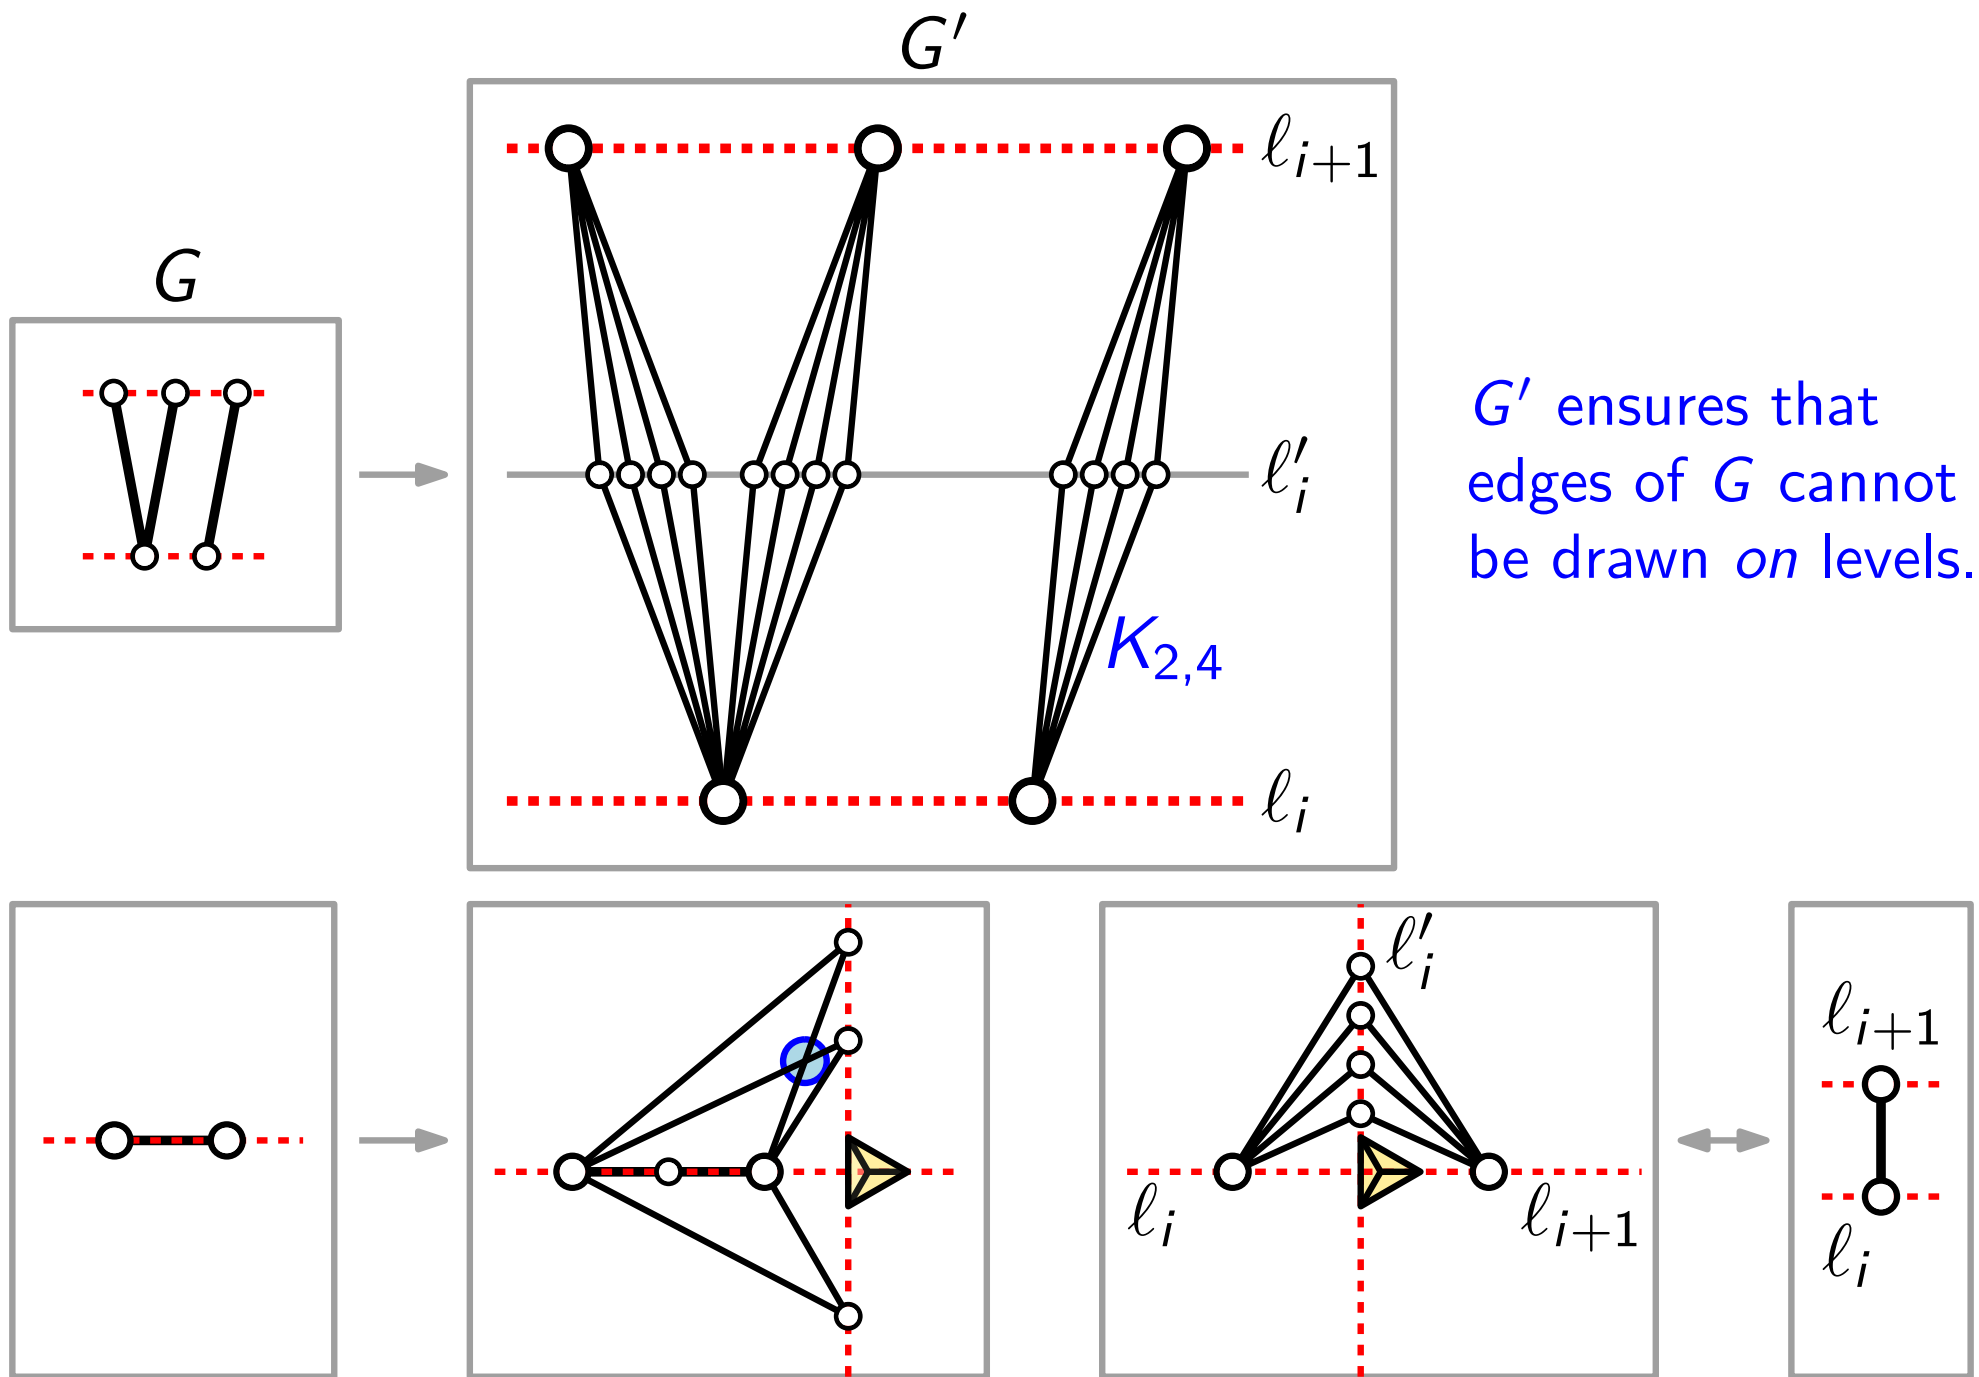 G′
ℓi+1
G
ℓ′i
G′ ensures that
edges of G cannot
be drawn on levels.
K2,4
ℓi
ℓ′i
ℓi+1
ℓi
ℓi+1
ℓi